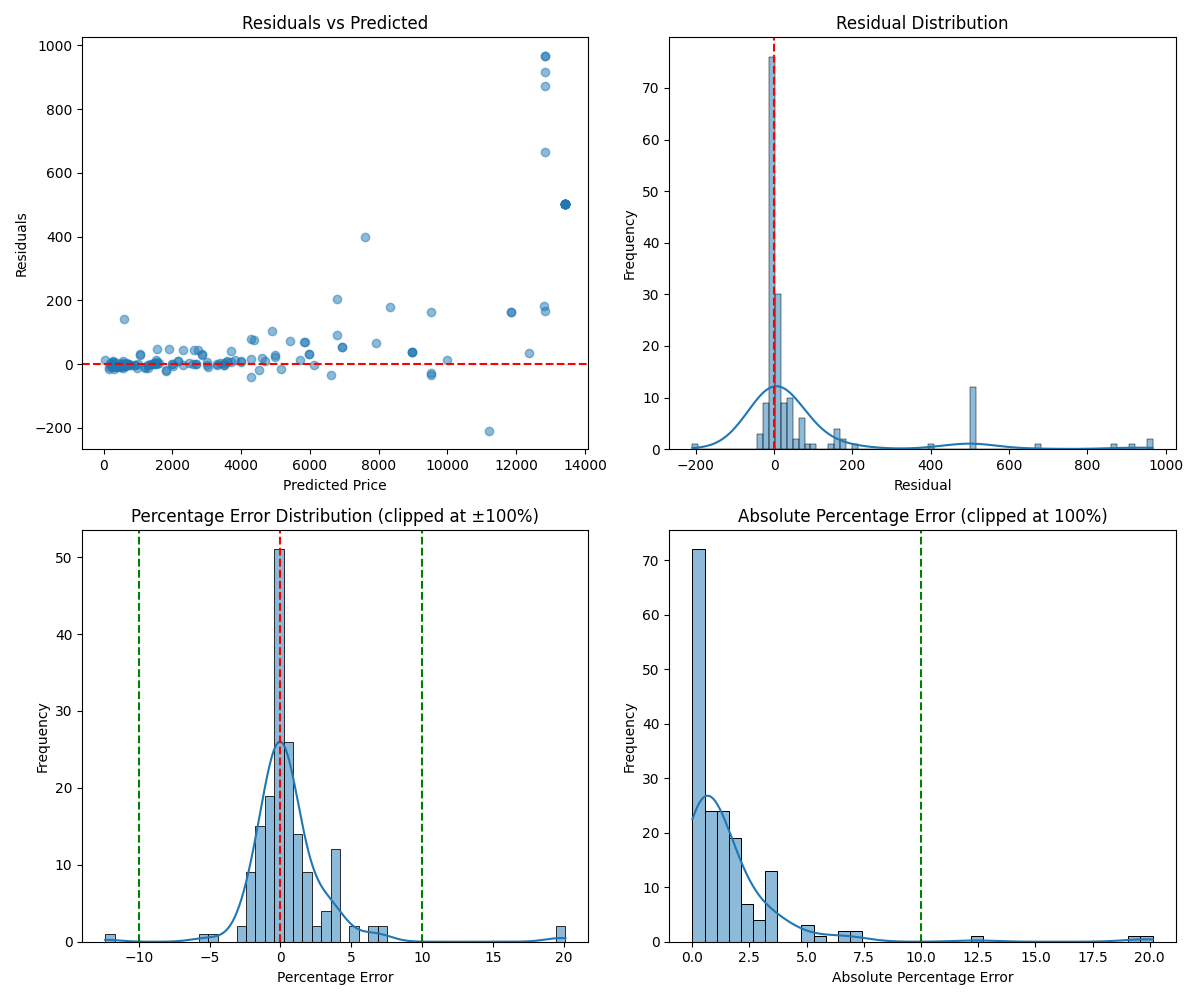 Residuals vs Predicted
1000
800
600
400
200
0
−200
Residuals
0 2000 4000 6000 8000 10000 12000 14000
Predicted Price
Residual Distribution
70
60
50
40
30
20
10
0
Frequency
−200 0 200 400 600 800 1000
Residual
Percentage Error Distribution (clipped at ±100%)
50
40
30
20
10
0
Frequency
−10 −5 0 5 10 15 20
Percentage Error
Absolute Percentage Error (clipped at 100%)
70
60
50
40
30
20
10
0
Frequency
0.0 2.5 5.0 7.5 10.0 12.5 15.0 17.5 20.0
Absolute Percentage Error